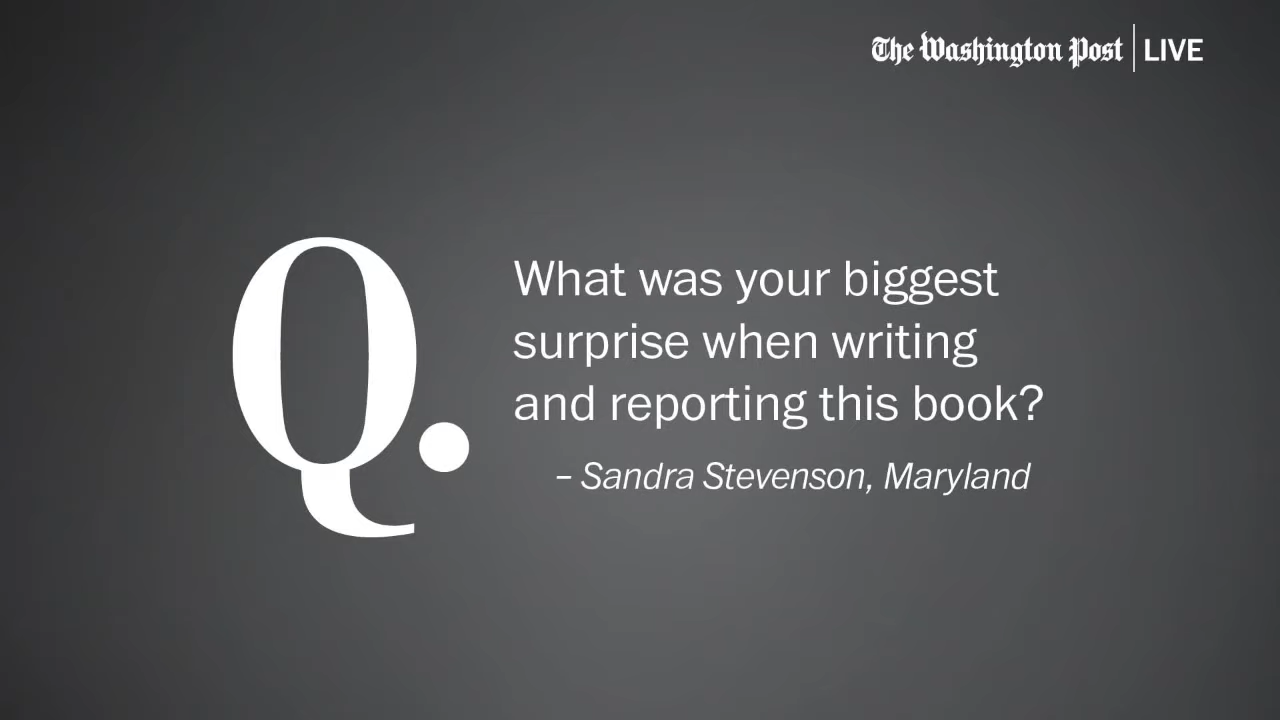 The Washington Post | LIVE
Q.
What was your biggest
surprise when writing
and reporting this book?
– Sandra Stevenson, Maryland